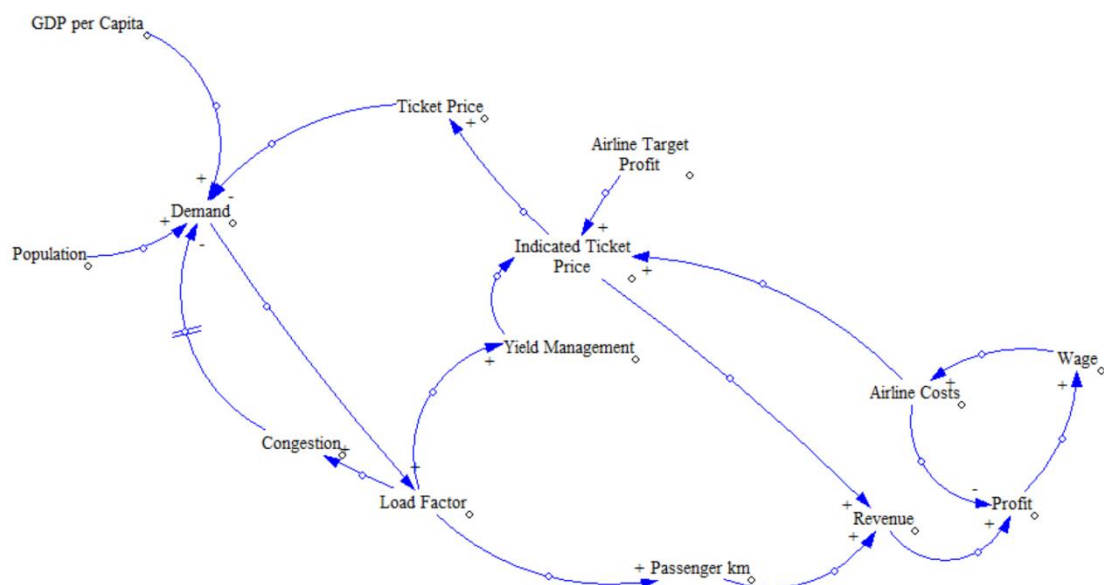 GDP per Capita
Ticket Price
+
Airline Target
Profit
+
-
Demand
+
-
Population
+
Indicated Ticket
Price
+
Yield Management
+
Wage
+
+
Airline Costs
Congestion
+
+
Load Factor
-
Profit
+
+
Revenue
+
+ Passenger km